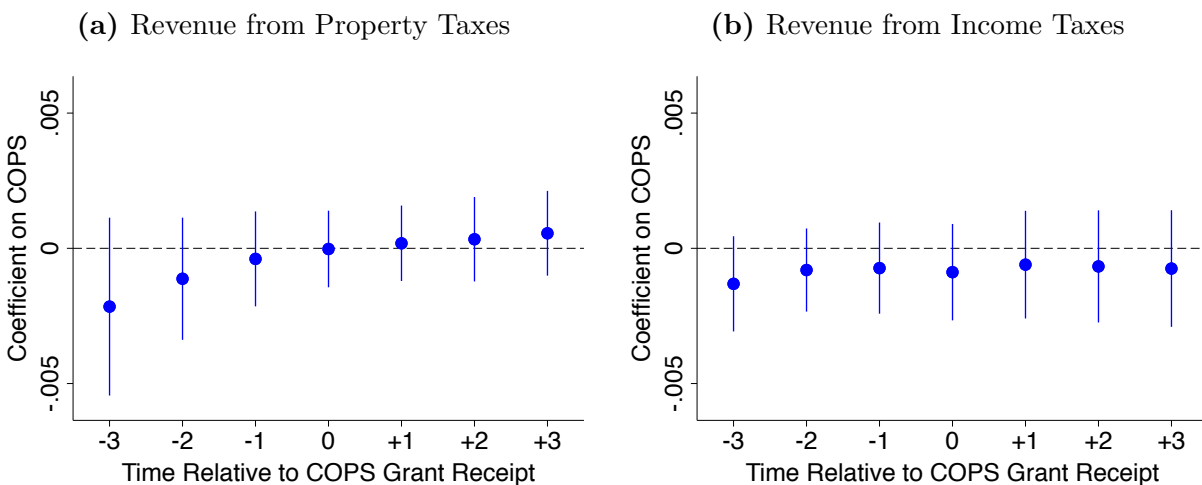 (a) Revenue from Property Taxes
Coefficient on COPS
.005
0
-.005
-3 -2 -1 0 +1 +2 +3
Time Relative to COPS Grant Receipt
(b) Revenue from Income Taxes
Coefficient on COPS
.005
0
-.005
-3 -2 -1 0 +1 +2 +3
Time Relative to COPS Grant Receipt